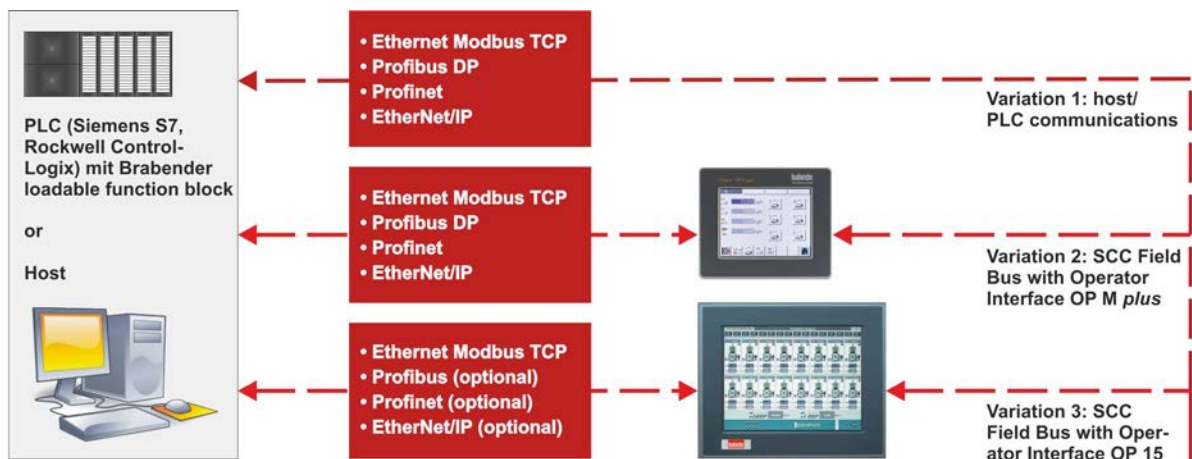 PLC (Siemens S7,
Rockwell Control-
Logix) mit Brabender
loadable function block
or
Host
• Ethernet Modbus TCP
• Profibus DP
• Profinet
• EtherNet/IP
Variation 1: host/
PLC communications
• Ethernet Modbus TCP
• Profibus DP
• Profinet
• EtherNet/IP
Variation 2: SCC Field
Bus with Operator
Interface OP M plus
• Ethernet Modbus TCP
• Profibus (optional)
• Profinet (optional)
• EtherNet/IP (optional)
Variation 3: SCC
Field Bus with Oper-
ator Interface OP 15